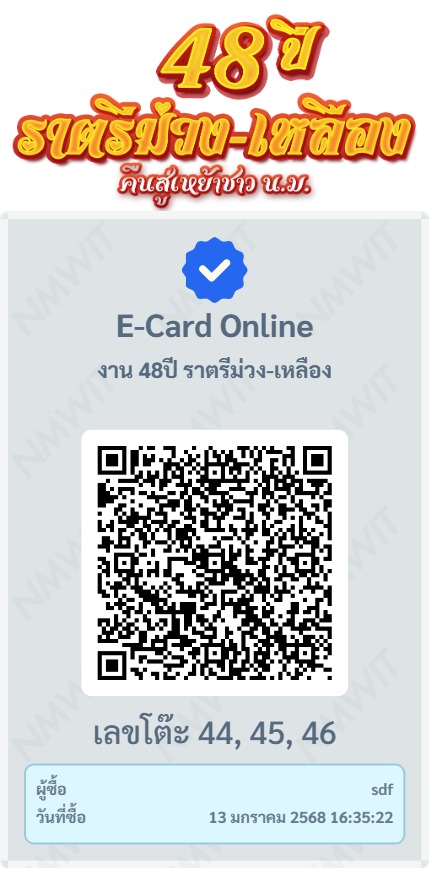 48 ปี
ราตรีม่วง-เหลือง
คืนสู่เหย้าชาว น.ม.
E-Card Online
งาน 48ปี ราตรีม่วง-เหลือง
เลขโต๊ะ 44, 45, 46
ผู้ซื้อ sdf
วันที่ซื้อ 13 มกราคม 2568 16:35:22
NMWIT